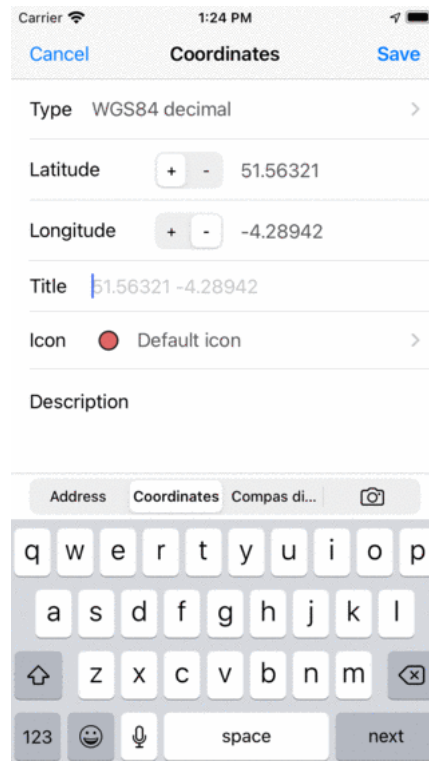 Carrier 1:24 PM
Cancel Coordinates Save
Type WGS84 decimal
Latitude + - 51.56321
Longitude + - -4.28942
Title 51.56321 -4.28942
Icon Default icon
Description
Address Coordinates Compas di...
q w e r t y u i o p
a s d f g h j k l
z x c v b n m
123 space next